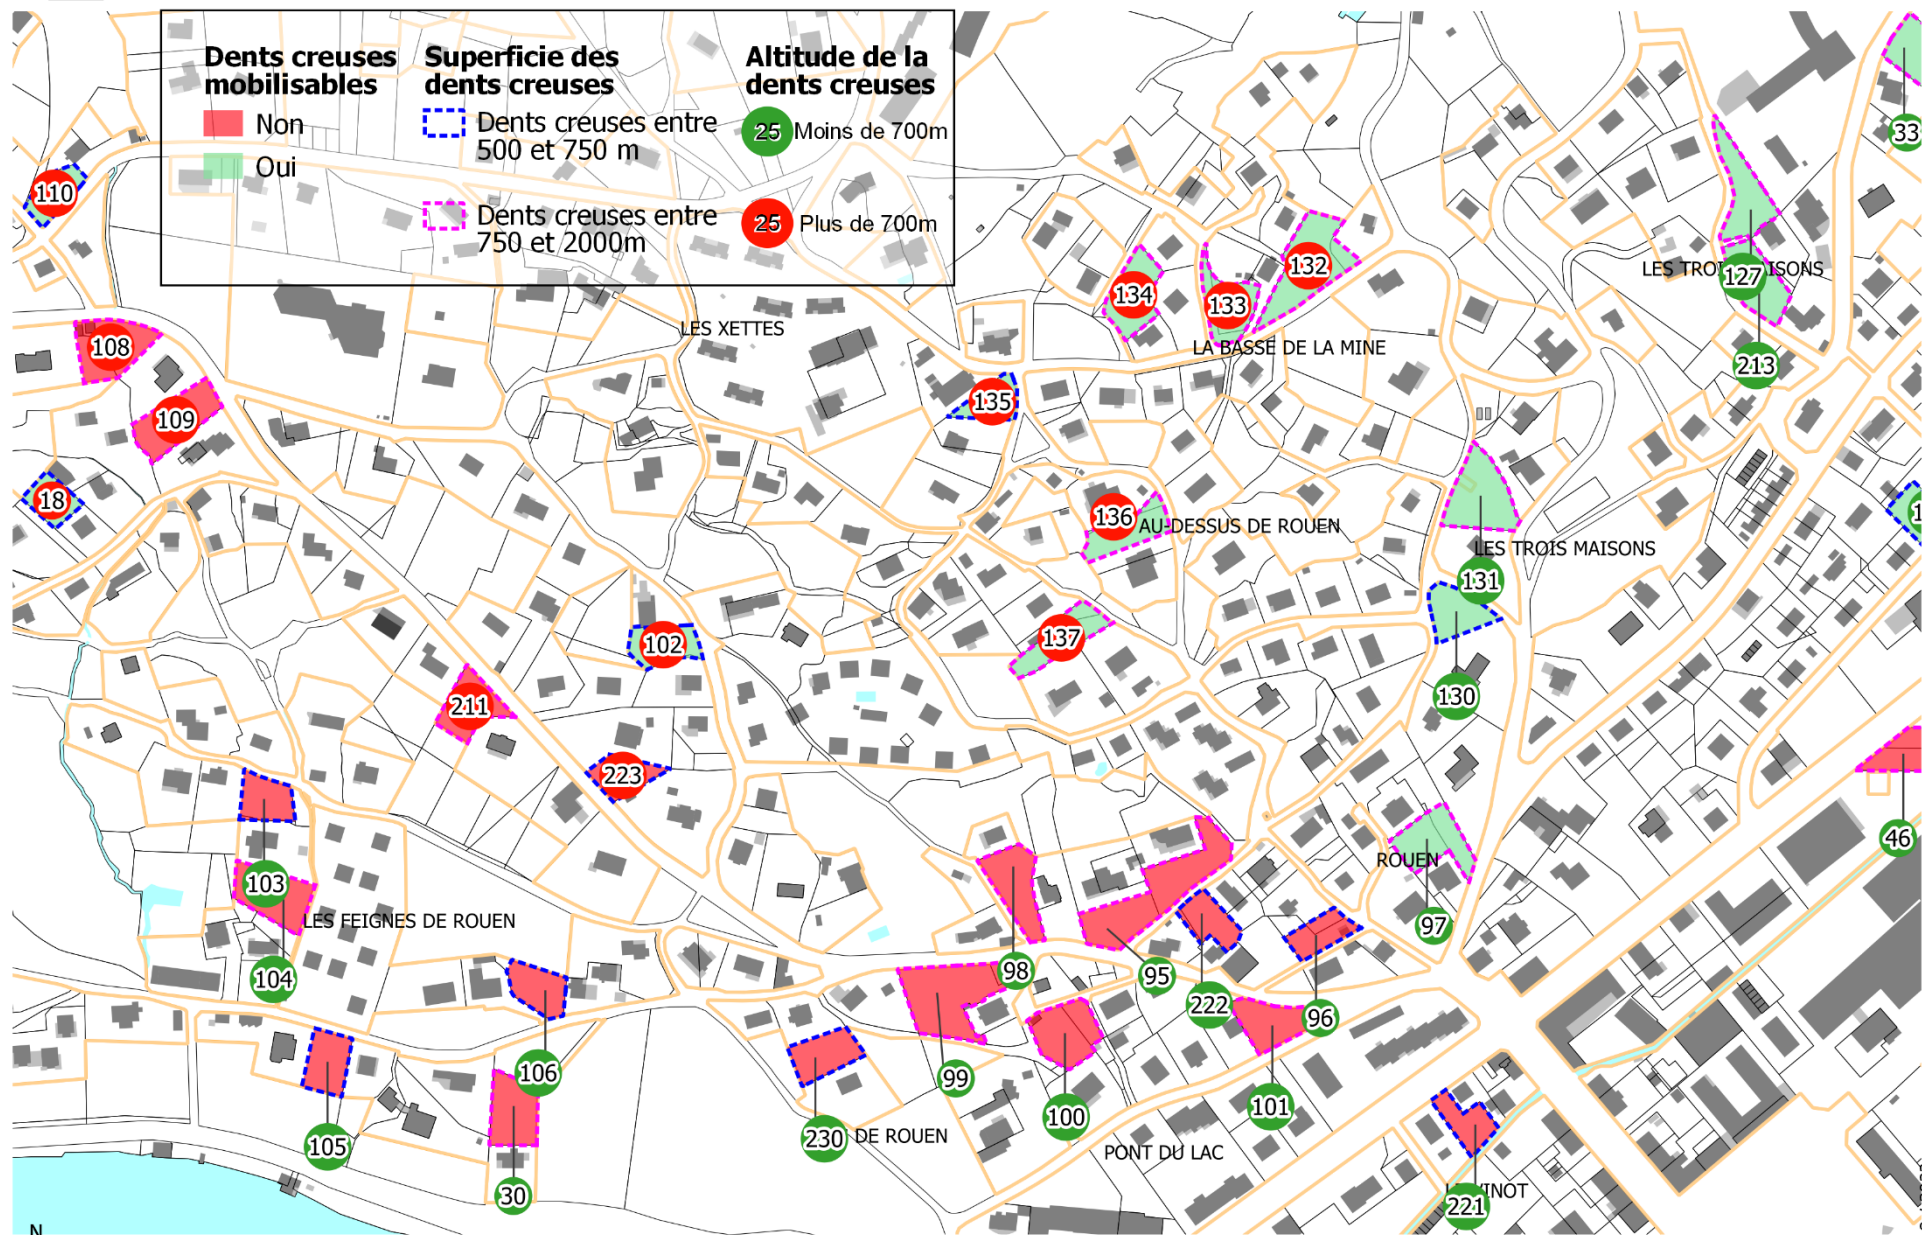 Dents creuses
mobilisables
Non
Oui
Superficie des
dents creuses
Dents creuses entre
500 et 750 m
Dents creuses entre
750 et 2000m
Altitude de la
dents creuses
25 Moins de 700m
25 Plus de 700m
33
110
132
134
133
LES TROIS MAISONS
127
LES XETTES
108
LA BASSE DE LA MINE
213
135
109
18
136
AU-DESSUS DE ROUEN
LES TROIS MAISONS
131
137
102
130
211
223
46
ROUEN
103
LES FEIGNES DE ROUEN
97
104
98
95
222
96
106
99
101
100
105
230
DE ROUEN
PONT DU LAC
30
VINOT
221
N